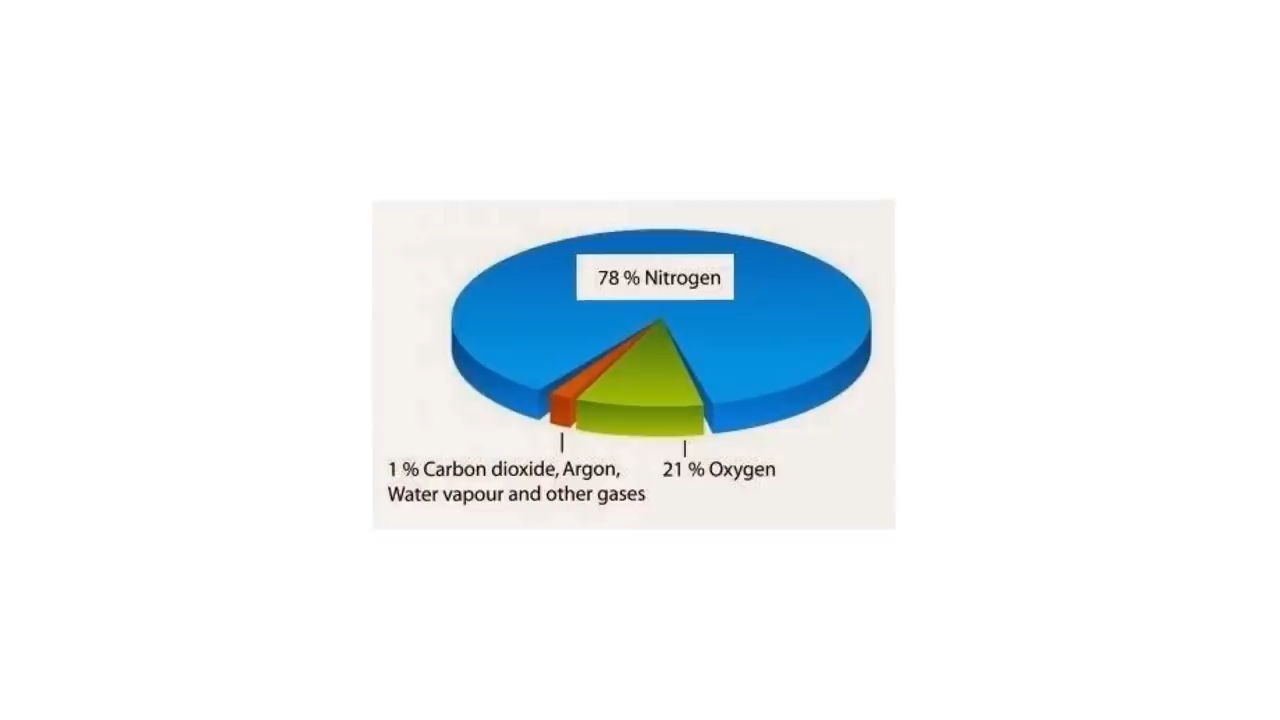 78 % Nitrogen
1 % Carbon dioxide, Argon,
Water vapour and other gases
21 % Oxygen